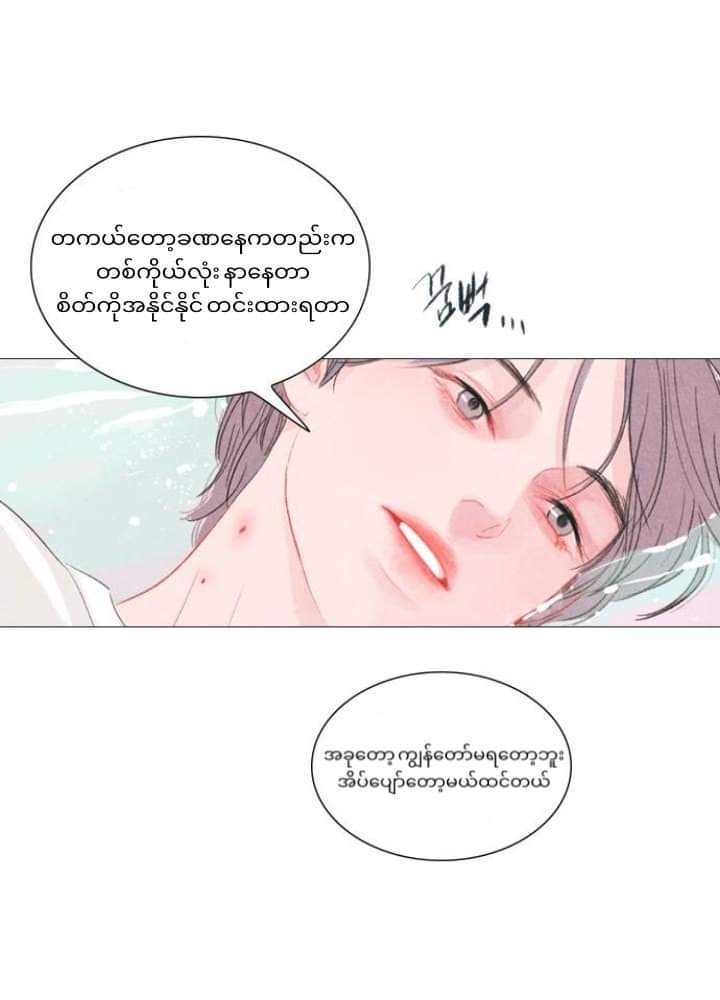 တကယ်တော့ခဏနေကတည်းက
တစ်ကိုယ်လုံး နာနေတာ
စိတ်ကိုအနိုင်နိုင် တင်းထားရတာ
꿈뻑...
အခုတော့ ကျွန်တော်မရတော့ဘူး
အိပ်ပျော်တော့မယ်ထင်တယ်